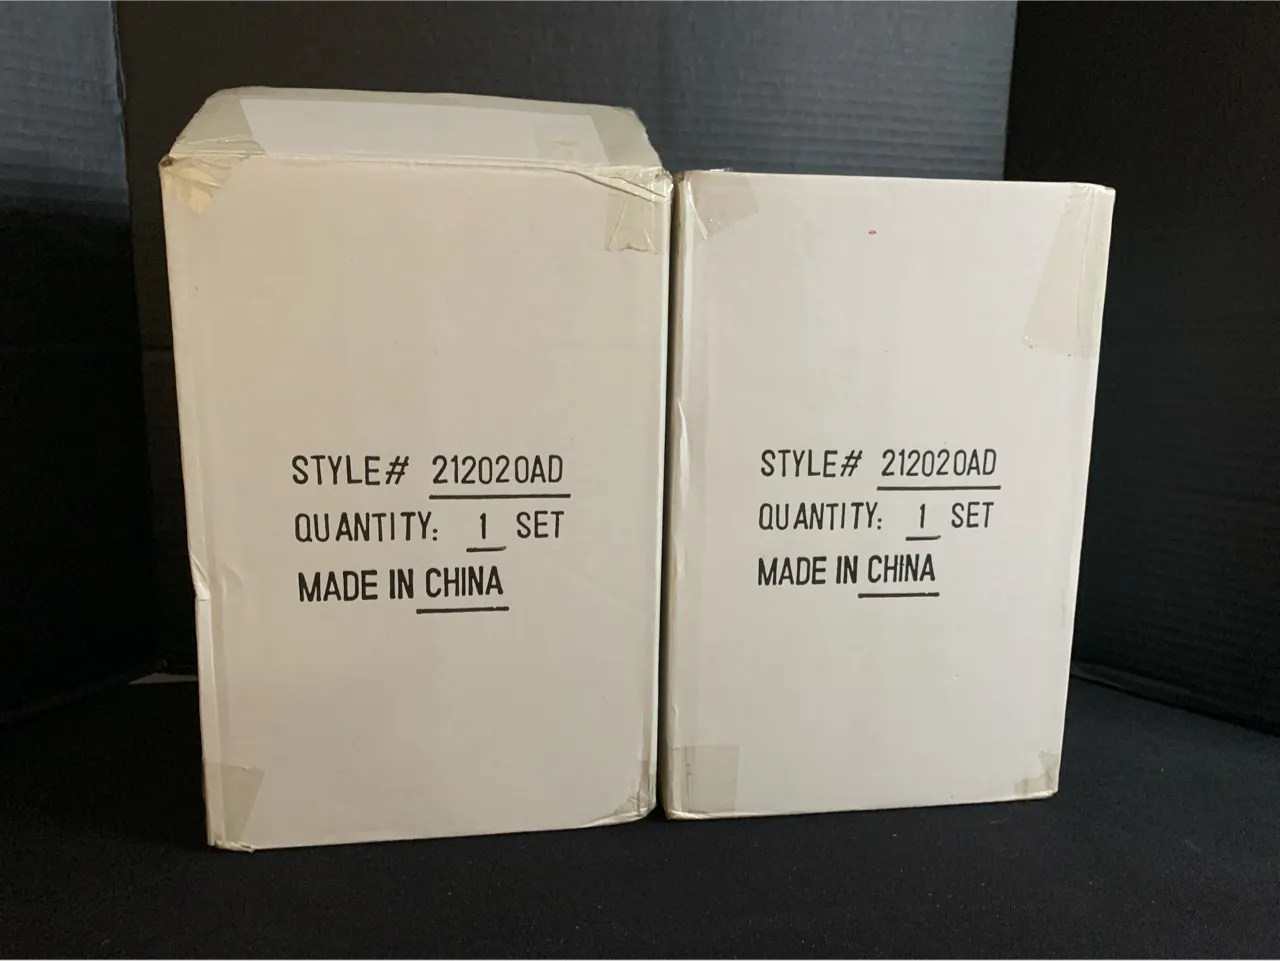 STYLE# 212020AD
QUANTITY: 1 SET
MADE IN CHINA
STYLE# 212020AD
QUANTITY: 1 SET
MADE IN CHINA